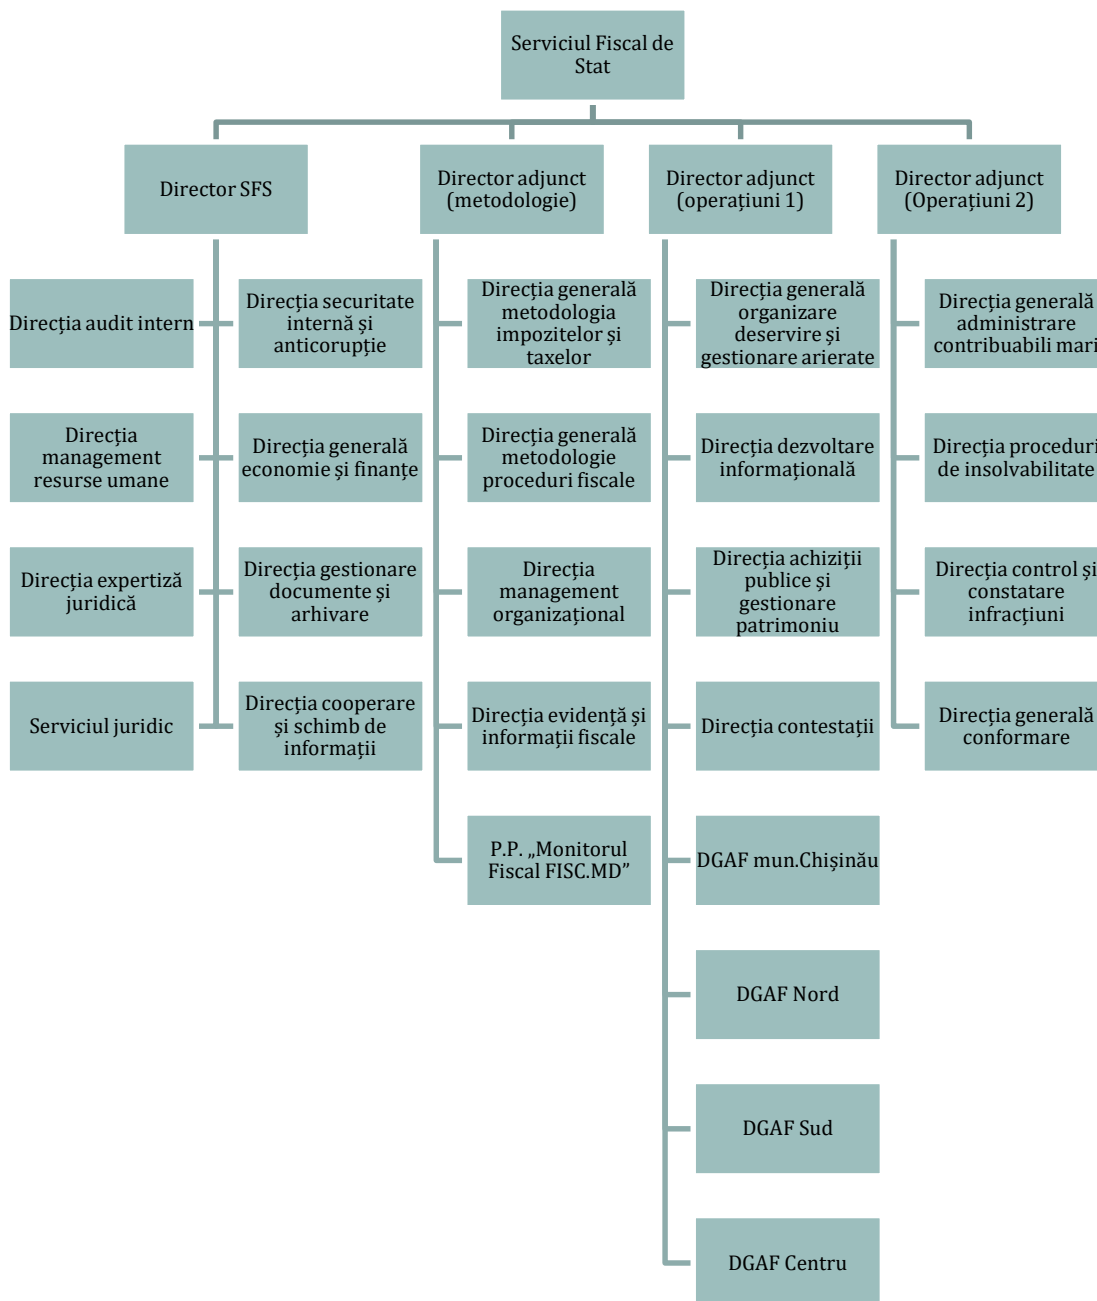 Serviciul Fiscal de
Stat
Director SFS
Director adjunct
(metodologie)
Director adjunct
(operațiuni 1)
Director adjunct
(Operațiuni 2)
Direcția audit intern
Direcția securitate
internă și
anticorupție
Direcția generală
metodologia
impozitelor și
taxelor
Direcția generală
organizare
deservire și
gestionare arierate
Direcția generală
administrare
contribuabili mari
Direcția
management
resurse umane
Direcția generală
economie și finanțe
Direcția generală
metodologie
proceduri fiscale
Direcția dezvoltare
informațională
Direcția proceduri
de insolvabilitate
Direcția expertiză
juridică
Direcția gestionare
documente și
arhivare
Direcția
management
organizațional
Direcția achiziții
publice și
gestionare
patrimoniu
Direcția control și
constatare
infracțiuni
Serviciul juridic
Direcția cooperare
și schimb de
informații
Direcția evidență și
informații fiscale
Direcția contestații
Direcția generală
conformare
P.P. „Monitorul
Fiscal FISC.MD”
DGAF mun.Chișinău
DGAF Nord
DGAF Sud
DGAF Centru